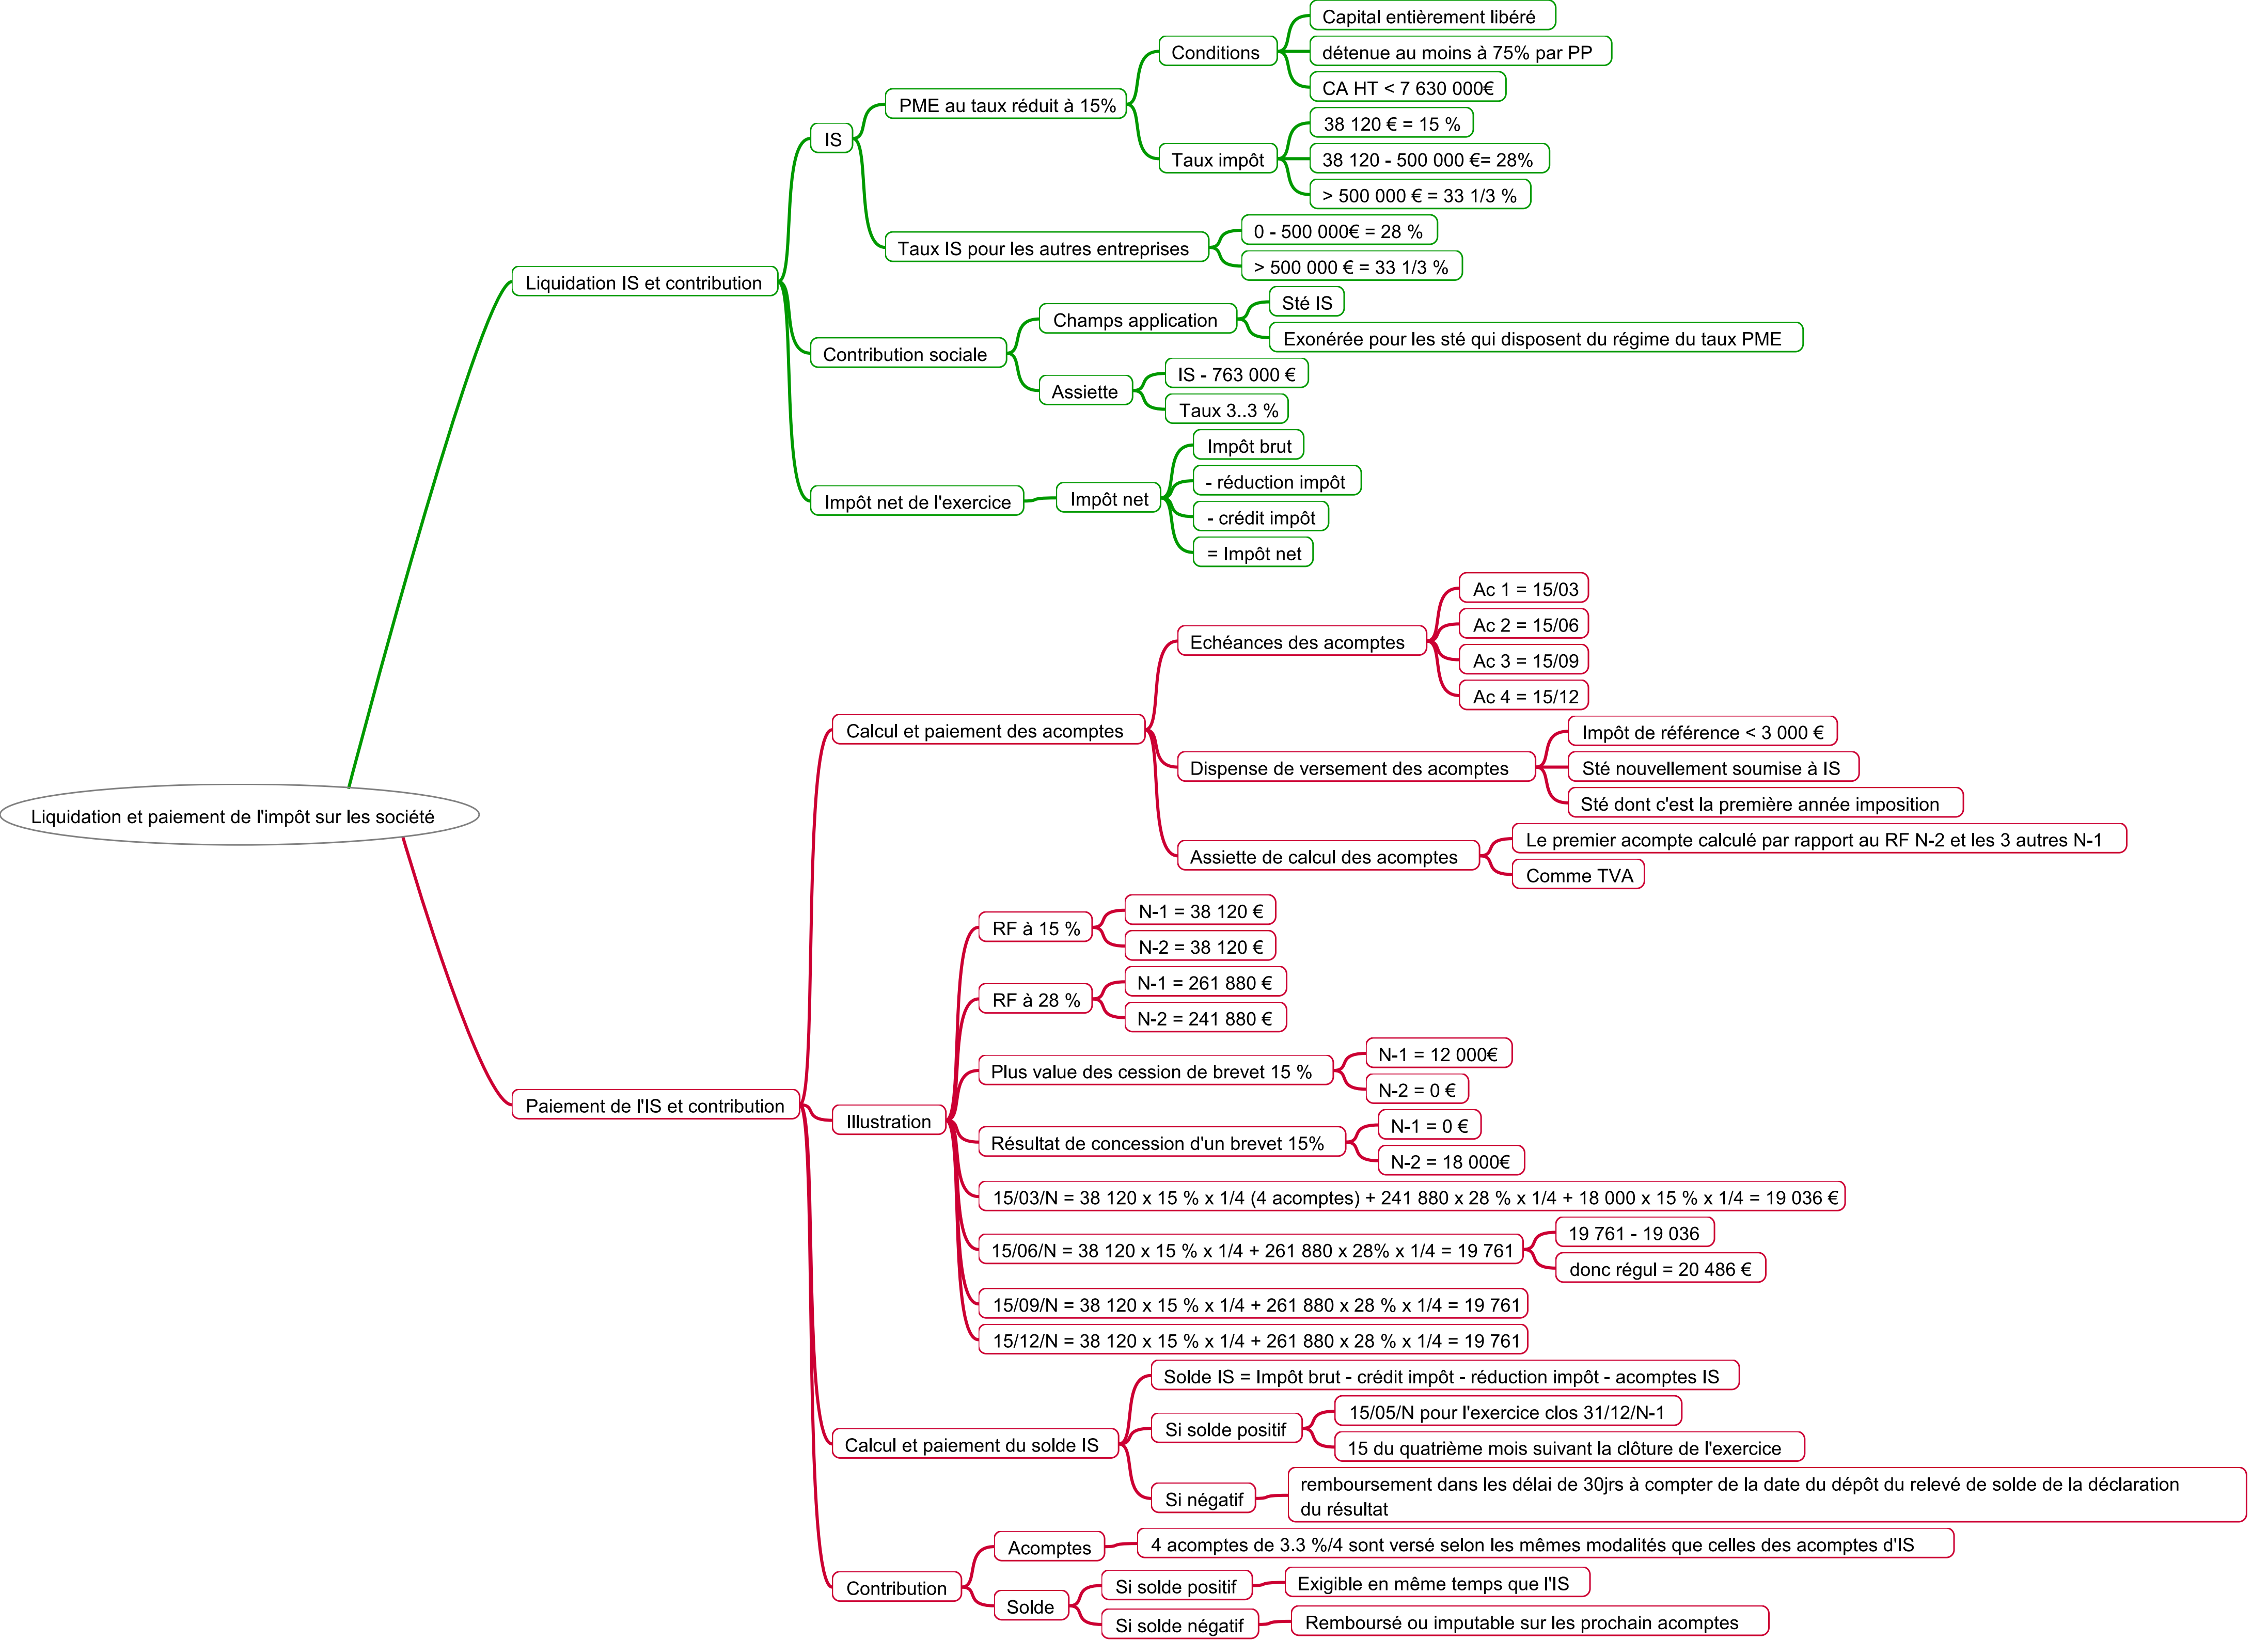 Liquidation et paiement de l'impôt sur les société
Liquidation IS et contribution
IS
PME au taux réduit à 15%
Conditions
Capital entièrement libéré
détenue au moins à 75% par PP
CA HT < 7 630 000€
Taux impôt
38 120 € = 15 %
38 120 - 500 000 €= 28%
> 500 000 € = 33 1/3 %
Taux IS pour les autres entreprises
0 - 500 000€ = 28 %
> 500 000 € = 33 1/3 %
Contribution sociale
Champs application
Sté IS
Exonérée pour les sté qui disposent du régime du taux PME
Assiette
IS - 763 000 €
Taux 3..3 %
Impôt net de l'exercice
Impôt net
Impôt brut
- réduction impôt
- crédit impôt
= Impôt net
Paiement de l'IS et contribution
Calcul et paiement des acomptes
Echéances des acomptes
Ac 1 = 15/03
Ac 2 = 15/06
Ac 3 = 15/09
Ac 4 = 15/12
Dispense de versement des acomptes
Impôt de référence < 3 000 €
Sté nouvellement soumise à IS
Sté dont c'est la première année imposition
Assiette de calcul des acomptes
Le premier acompte calculé par rapport au RF N-2 et les 3 autres N-1
Comme TVA
Illustration
RF à 15 %
N-1 = 38 120 €
N-2 = 38 120 €
RF à 28 %
N-1 = 261 880 €
N-2 = 241 880 €
Plus value des cession de brevet 15 %
N-1 = 12 000€
N-2 = 0 €
Résultat de concession d'un brevet 15%
N-1 = 0 €
N-2 = 18 000€
15/03/N = 38 120 x 15 % x 1/4 (4 acomptes) + 241 880 x 28 % x 1/4 + 18 000 x 15 % x 1/4 = 19 036 €
15/06/N = 38 120 x 15 % x 1/4 + 261 880 x 28% x 1/4 = 19 761
19 761 - 19 036
donc régul = 20 486 €
15/09/N = 38 120 x 15 % x 1/4 + 261 880 x 28 % x 1/4 = 19 761
15/12/N = 38 120 x 15 % x 1/4 + 261 880 x 28 % x 1/4 = 19 761
Calcul et paiement du solde IS
Solde IS = Impôt brut - crédit impôt - réduction impôt - acomptes IS
Si solde positif
15/05/N pour l'exercice clos 31/12/N-1
15 du quatrième mois suivant la clôture de l'exercice
Si négatif
remboursement dans les délai de 30jrs à compter de la date du dépôt du relevé de solde de la déclaration
du résultat
Contribution
Acomptes
4 acomptes de 3.3 %/4 sont versé selon les mêmes modalités que celles des acomptes d'IS
Solde
Si solde positif
Exigible en même temps que l'IS
Si solde négatif
Remboursé ou imputable sur les prochain acomptes